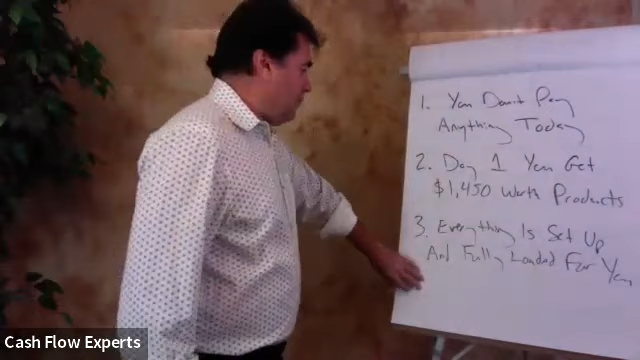 1. You Don't Pay
Anything Today
2. Day 1 You Get
$1,450 Worth Products
3. Everything Is Set Up
And Fully Loaded For You
Cash Flow Experts